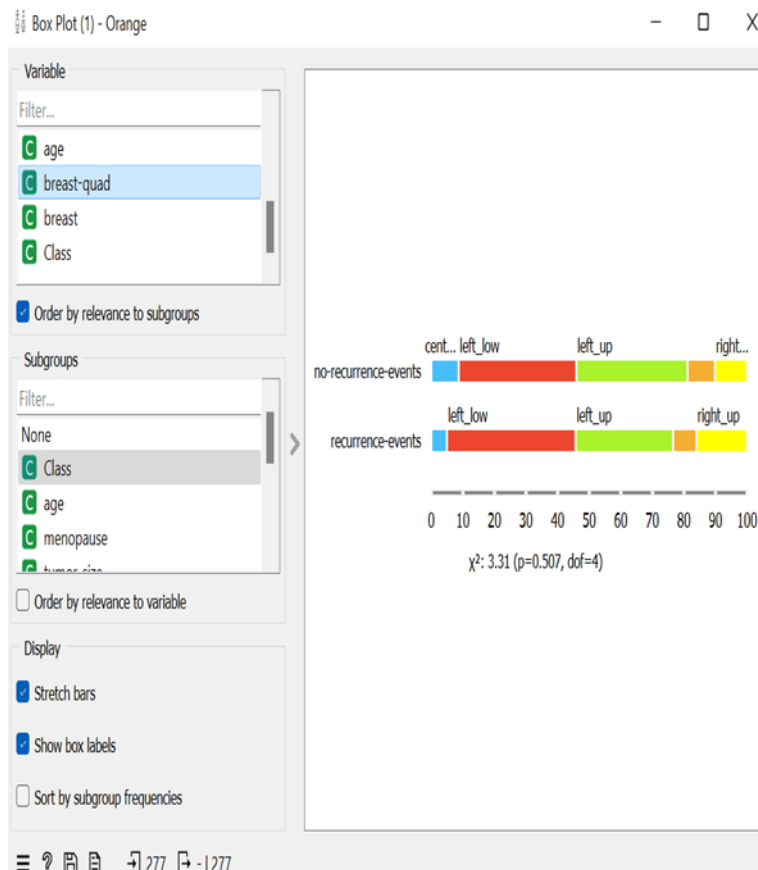 Box Plot (1) - Orange
Variable
Filter...
C age
C breast-quad
C breast
C Class
Order by relevance to subgroups
Subgroups
Filter...
None
C Class
C age
C menopause
C tumor-size
Order by relevance to variable
Display
Stretch bars
Show box labels
Sort by subgroup frequencies
277
- | 277
cent... left_low left_up right...
no-recurrence-events
left_low left_up right_up
recurrence-events
0 10 20 30 40 50 60 70 80 90 100
χ²: 3.31 (p=0.507, dof=4)